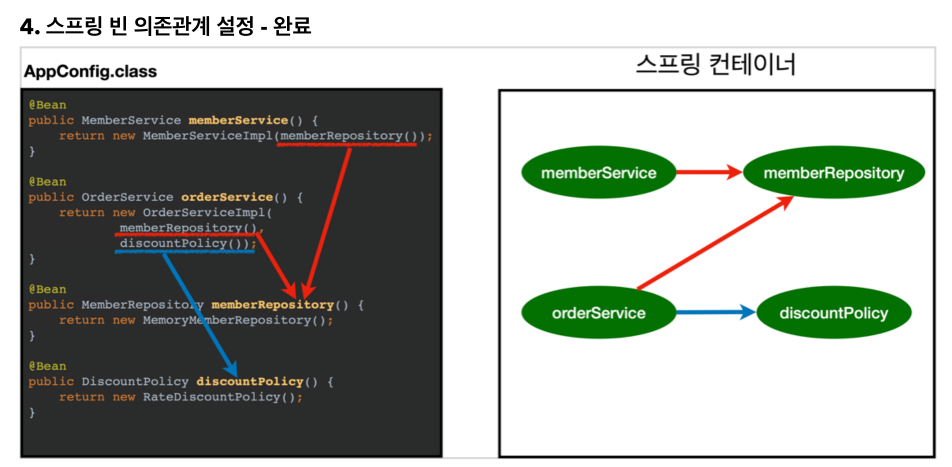 4. 스프링 빈 의존관계 설정 - 완료
AppConfig.class
@Bean
public MemberService memberService() {
    return new MemberServiceImpl(memberRepository());
}
@Bean
public OrderService orderService() {
    return new OrderServiceImpl(
            memberRepository(),
            discountPolicy());
}
@Bean
public MemberRepository memberRepository() {
    return new MemoryMemberRepository();
}
@Bean
public DiscountPolicy discountPolicy() {
    return new RateDiscountPolicy();
}
스프링 컨테이너
memberService
memberRepository
orderService
discountPolicy